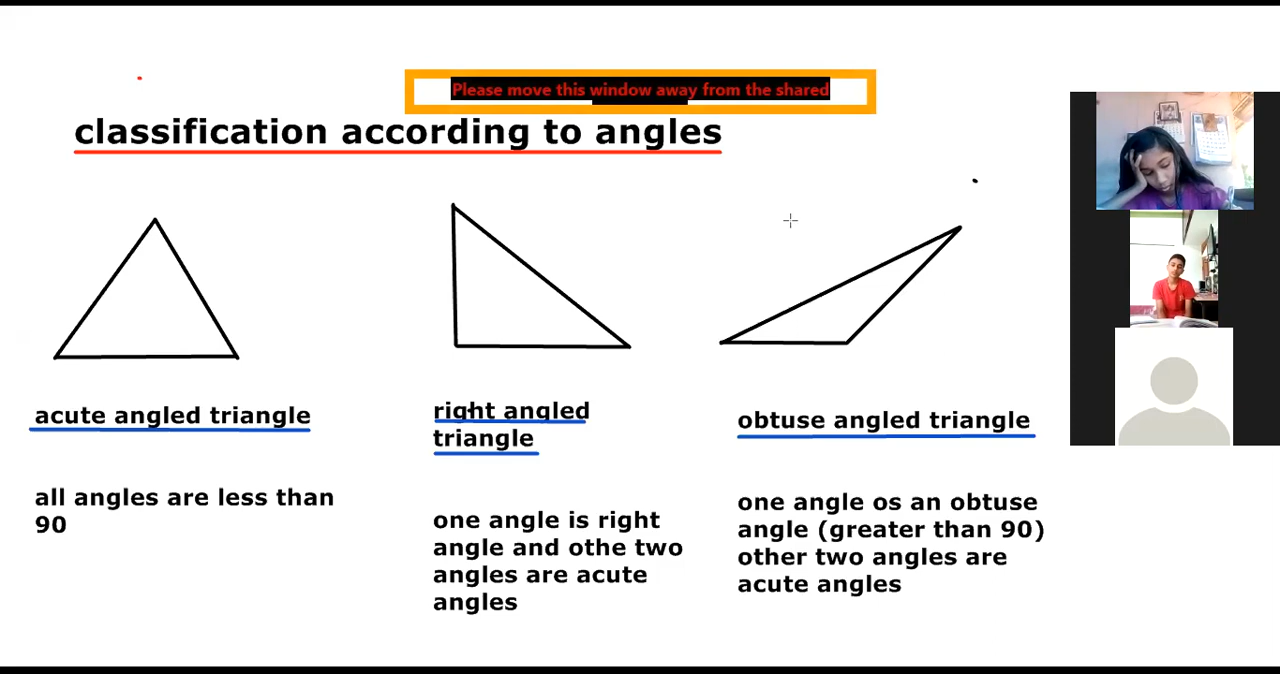 Please move this window away from the shared
classification according to angles
acute angled triangle
right angled
triangle
obtuse angled triangle
all angles are less than
90
one angle is right
angle and othe two
angles are acute
angles
one angle os an obtuse
angle (greater than 90)
other two angles are
acute angles